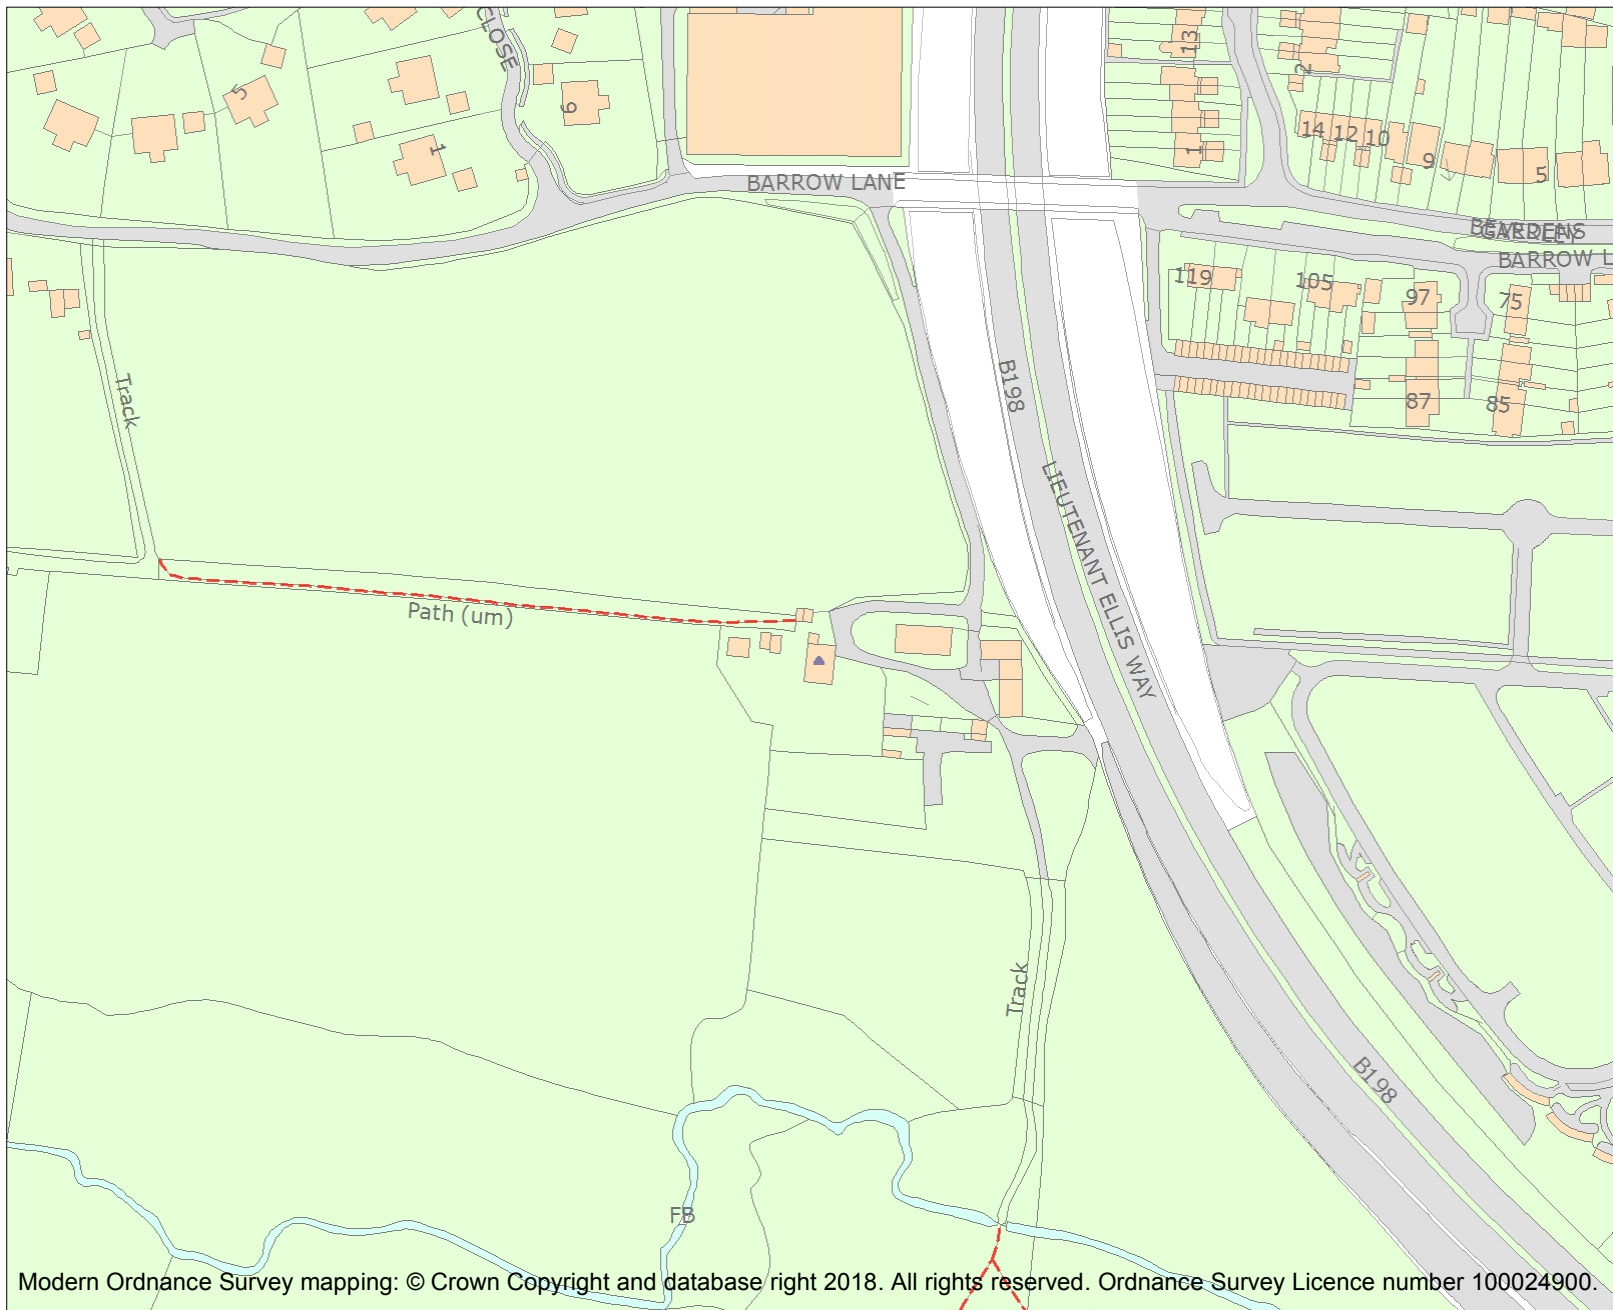 CLOSE
5
1
6
13
1
2
14 12 10
9
5
BARROW LANE
BEVERLEY
GARDENS
BARROW L
119
105
97
75
87
85
Track
B198
LIEUTENANT ELLIS WAY
Path (um)
Track
B198
FB
Modern Ordnance Survey mapping: © Crown Copyright and database right 2018. All rights reserved. Ordnance Survey Licence number 100024900.